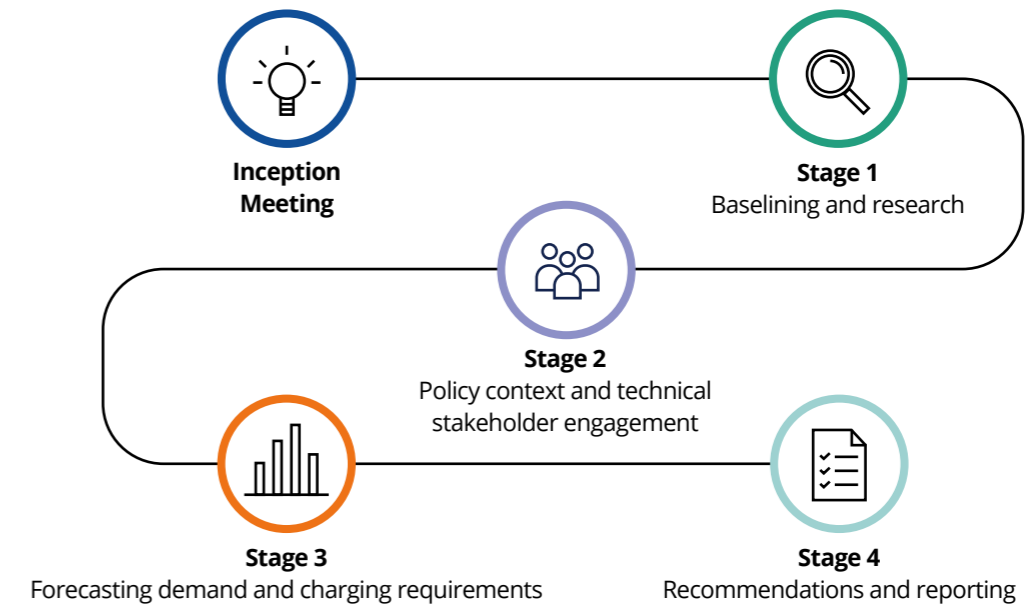 Inception
Meeting
Stage 1
Baselining and research
Stage 2
Policy context and technical
stakeholder engagement
Stage 3
Forecasting demand and charging requirements
Stage 4
Recommendations and reporting